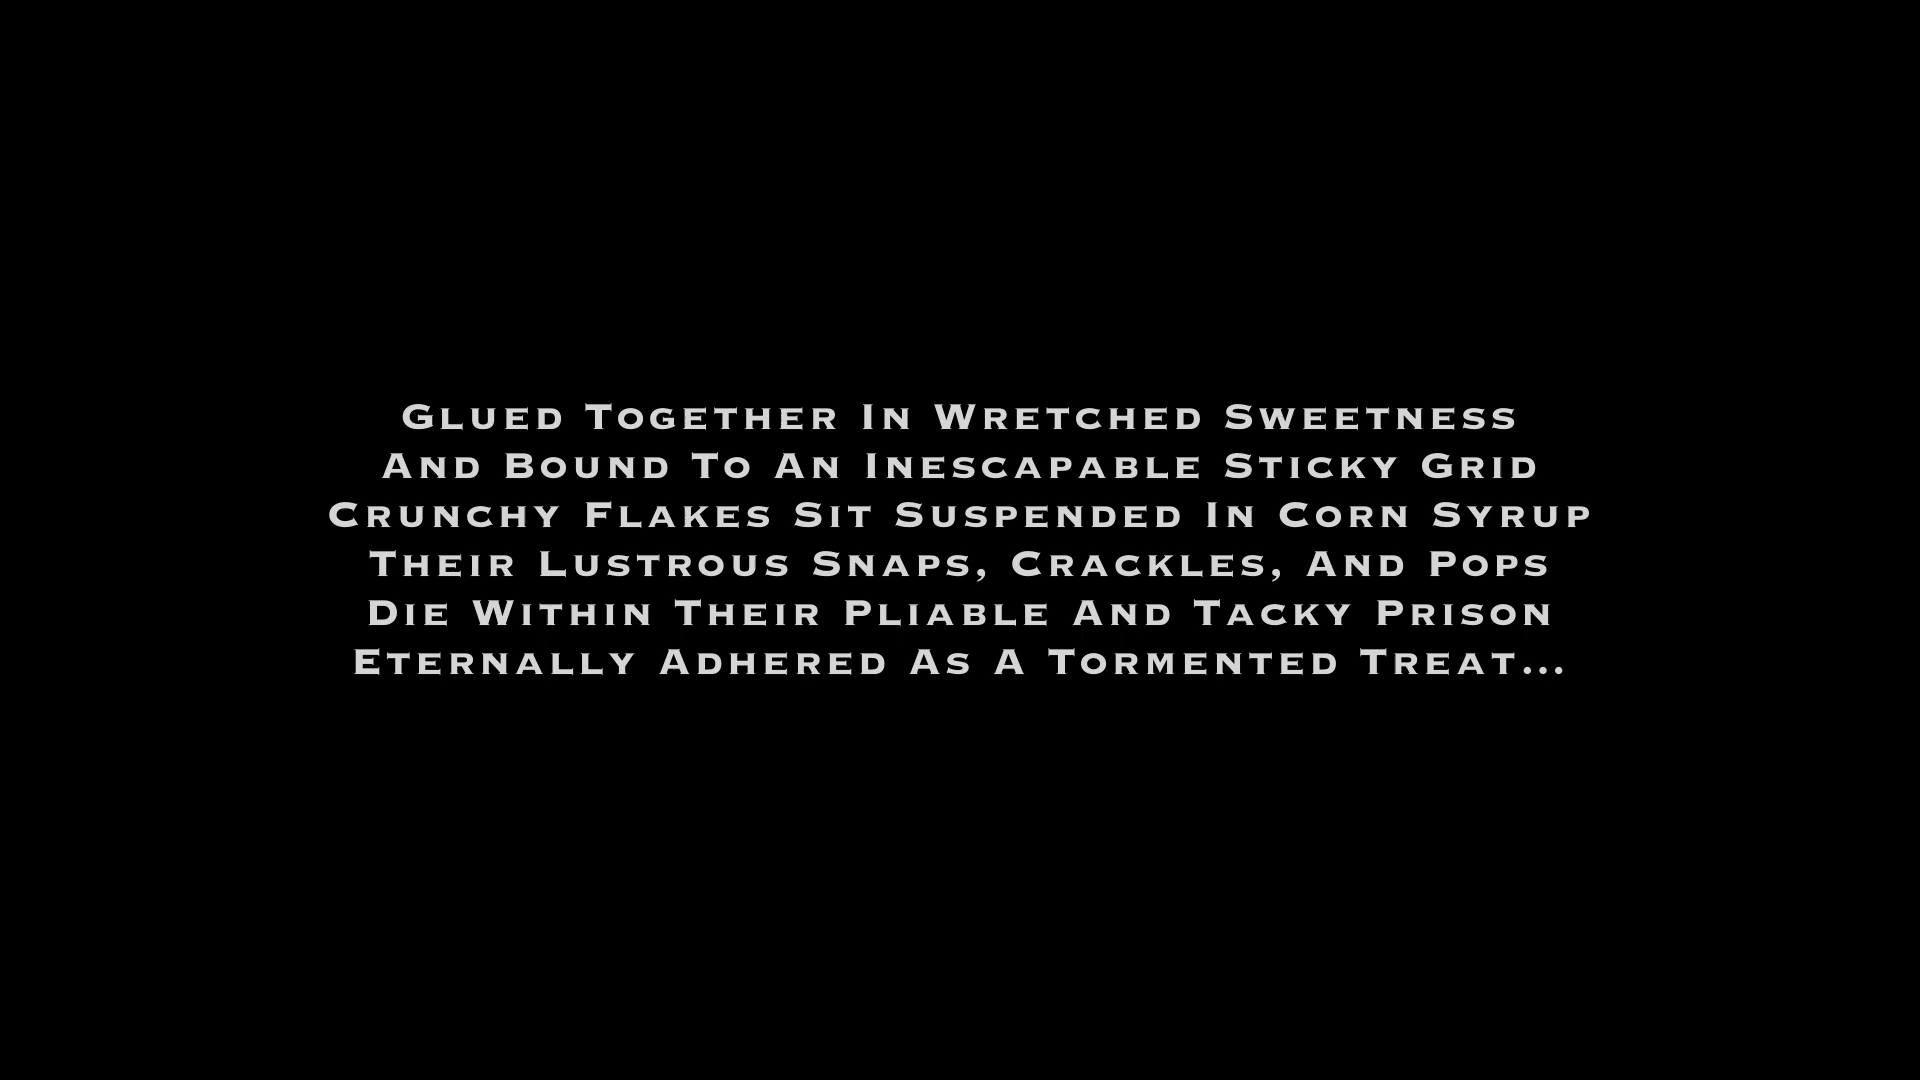 Glued Together In Wretched Sweetness
And Bound To An Inescapable Sticky Grid
Crunchy Flakes Sit Suspended In Corn Syrup
Their Lustrous Snaps, Crackles, And Pops
Die Within Their Pliable And Tacky Prison
Eternally Adhered As A Tormented Treat...